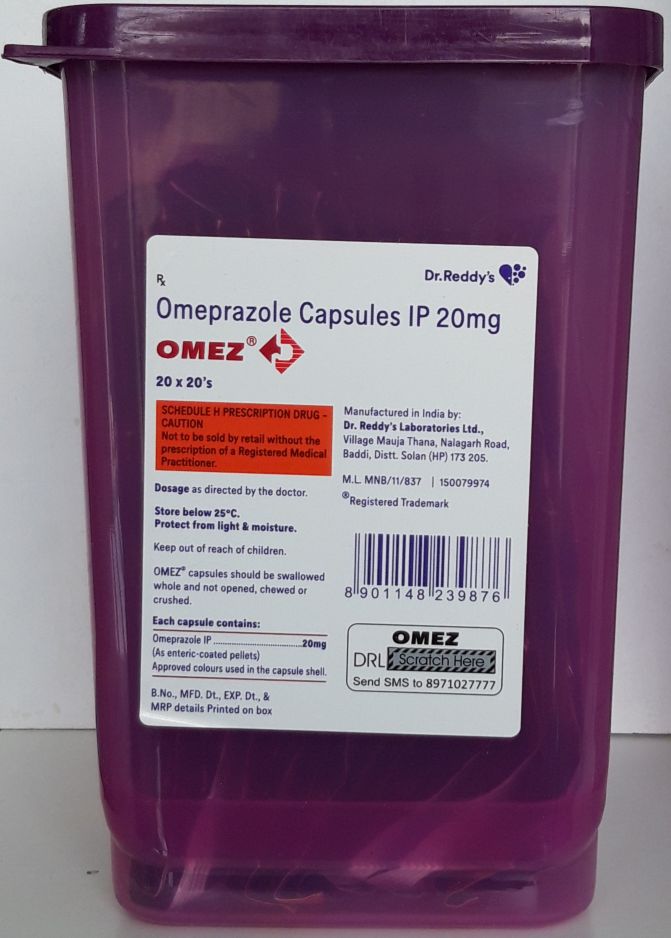 Dr.Reddy's
Rx
Omeprazole Capsules IP 20mg
OMEZ®
20 x 20's
SCHEDULE H PRESCRIPTION DRUG -
CAUTION
Not to be sold by retail without the
prescription of a Registered Medical
Practitioner.
Dosage as directed by the doctor.
Store below 25°C.
Protect from light & moisture.
Keep out of reach of children.
OMEZ® capsules should be swallowed
whole and not opened, chewed or
crushed.
Each capsule contains:
Omeprazole IP ....................................20mg
(As enteric-coated pellets)
Approved colours used in the capsule shell.
B.No., MFD. Dt., EXP. Dt., &
MRP details Printed on box
Manufactured in India by:
Dr. Reddy's Laboratories Ltd.,
Village Mauja Thana, Nalagarh Road,
Baddi, Distt. Solan (HP) 173 205.
M.L. MNB/11/837 | 150079974
®Registered Trademark
8 901148 239876
OMEZ
DRL Scratch Here
Send SMS to 8971027777